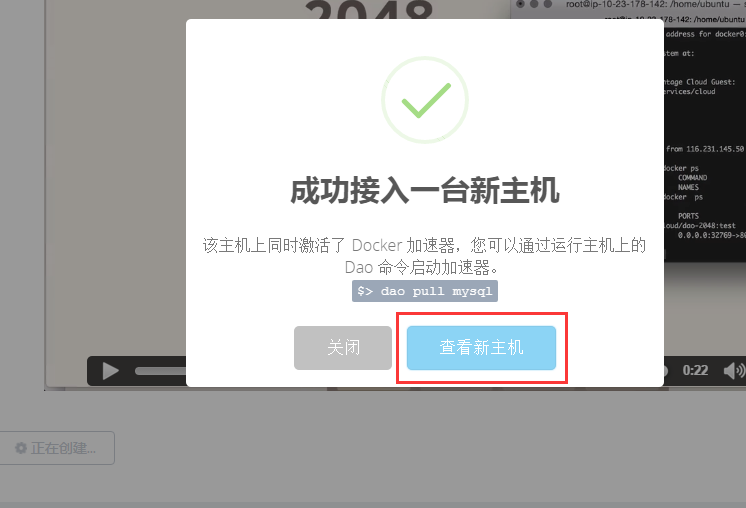 2048
root@ip-10-23-178-142: /home/ubuntu —
root@ip-10-23-178-142: /home/ubuntu
address for docker0:
stem at:
ntage Cloud Guest:
ervices/cloud
from 116.231.145.50
docker ps
COMMAND
NAMES
docker ps
PORTS
loud/dao-2048:test
0.0.0.0:32769->80
成功接入一台新主机
该主机上同时激活了 Docker 加速器，您可以通过运行主机上的
Dao 命令启动加速器。
$> dao pull mysql
关闭
查看新主机
0:22
正在创建...